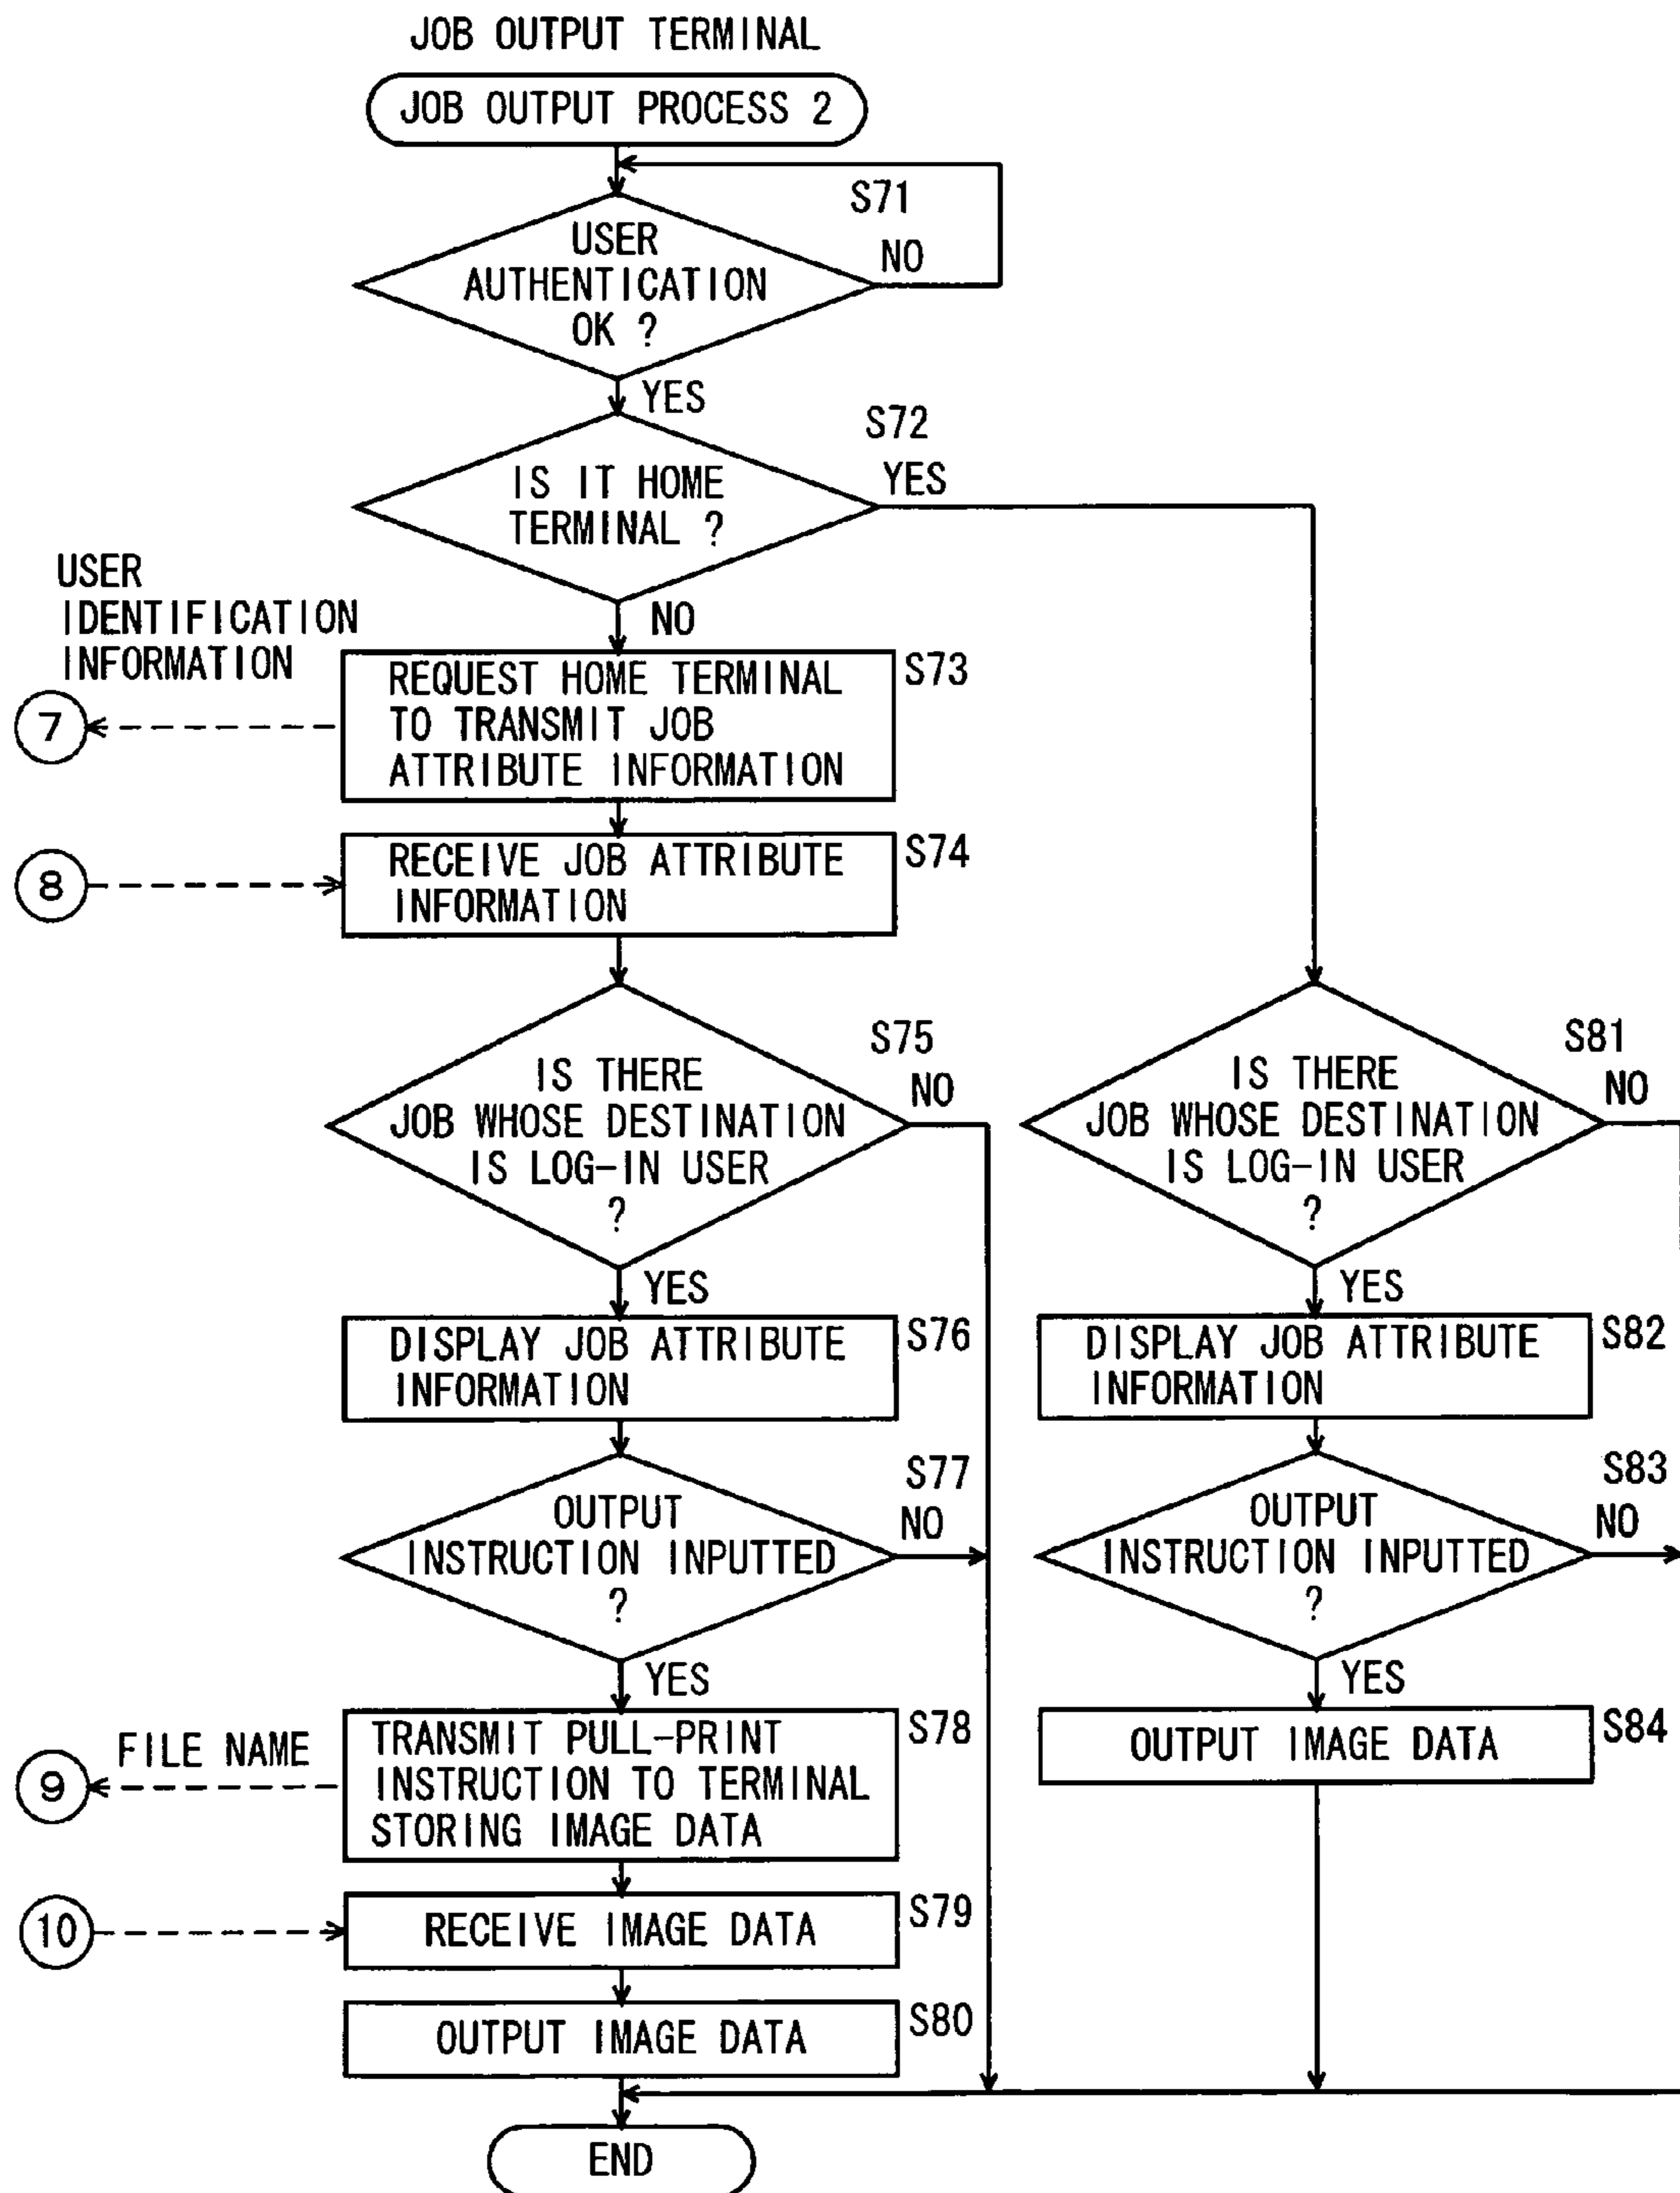 JOB OUTPUT TERMINAL
JOB OUTPUT PROCESS 2
S71
USER
AUTHENTICATION
OK ?
NO
YES
S72
IS IT HOME
TERMINAL ?
YES
NO
USER
IDENTIFICATION
INFORMATION
7
REQUEST HOME TERMINAL
TO TRANSMIT JOB
ATTRIBUTE INFORMATION
S73
8
RECEIVE JOB ATTRIBUTE
INFORMATION
S74
S75
IS THERE
JOB WHOSE DESTINATION
IS LOG-IN USER
?
NO
YES
DISPLAY JOB ATTRIBUTE
INFORMATION
S76
S77
OUTPUT
INSTRUCTION INPUTTED
?
NO
YES
FILE NAME
9
TRANSMIT PULL-PRINT
INSTRUCTION TO TERMINAL
STORING IMAGE DATA
S78
10
RECEIVE IMAGE DATA
S79
OUTPUT IMAGE DATA
S80
S81
IS THERE
JOB WHOSE DESTINATION
IS LOG-IN USER
?
NO
YES
DISPLAY JOB ATTRIBUTE
INFORMATION
S82
S83
OUTPUT
INSTRUCTION INPUTTED
?
NO
YES
OUTPUT IMAGE DATA
S84
END